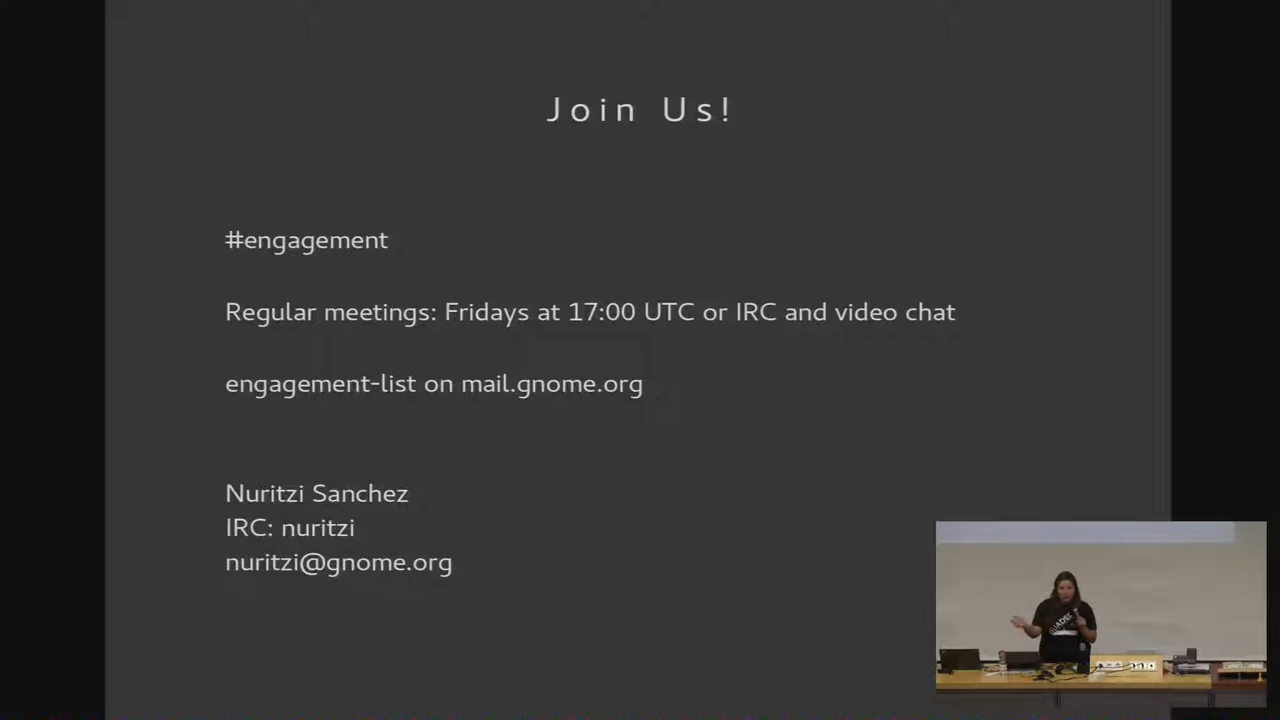 Join Us!
#engagement
Regular meetings: Fridays at 17:00 UTC or IRC and video chat
engagement-list on mail.gnome.org
Nuritzi Sanchez
IRC: nuritzi
nuritzi@gnome.org